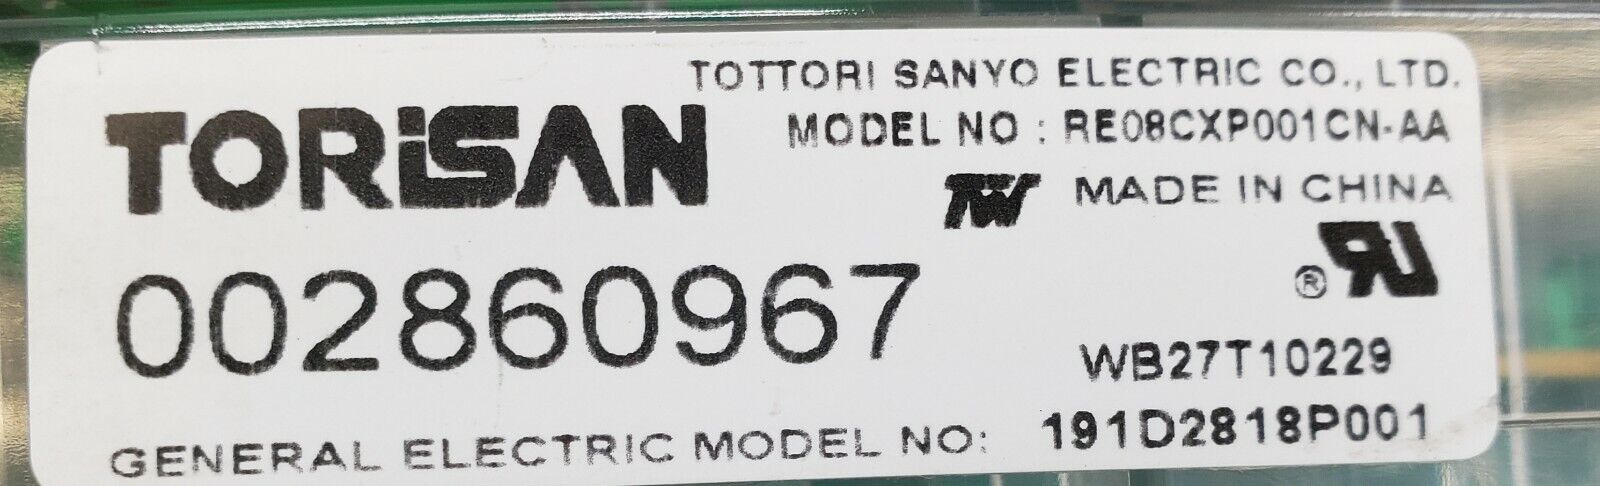 TOTTORI SANYO ELECTRIC CO., LTD.
TORiSAN
MODEL NO : RE08CXP001CN-AA
MADE IN CHINA
002860967
®
RU
WB27T10229
GENERAL ELECTRIC MODEL NO: 191D2818P001